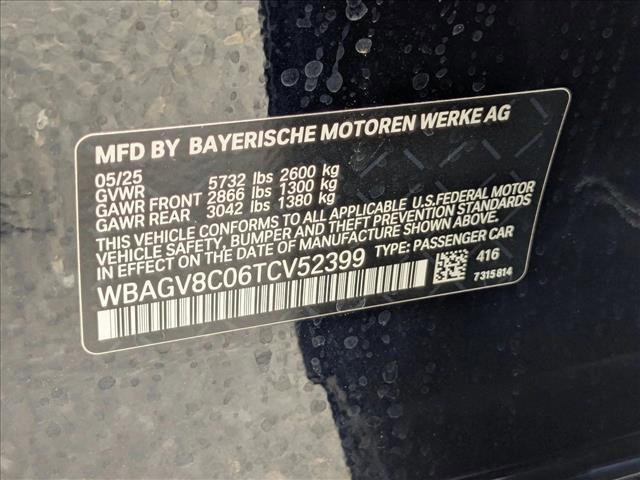 MFD BY BAYERISCHE MOTOREN WERKE AG
05/25
GVWR 5732 lbs 2600 kg
GAWR FRONT 2866 lbs 1300 kg
GAWR REAR 3042 lbs 1380 kg
THIS VEHICLE CONFORMS TO ALL APPLICABLE U.S.FEDERAL MOTOR
VEHICLE SAFETY, BUMPER AND THEFT PREVENTION STANDARDS
IN EFFECT ON THE DATE OF MANUFACTURE SHOWN ABOVE.
WBAGV8C06TCV52399 TYPE: PASSENGER CAR
416
7315814